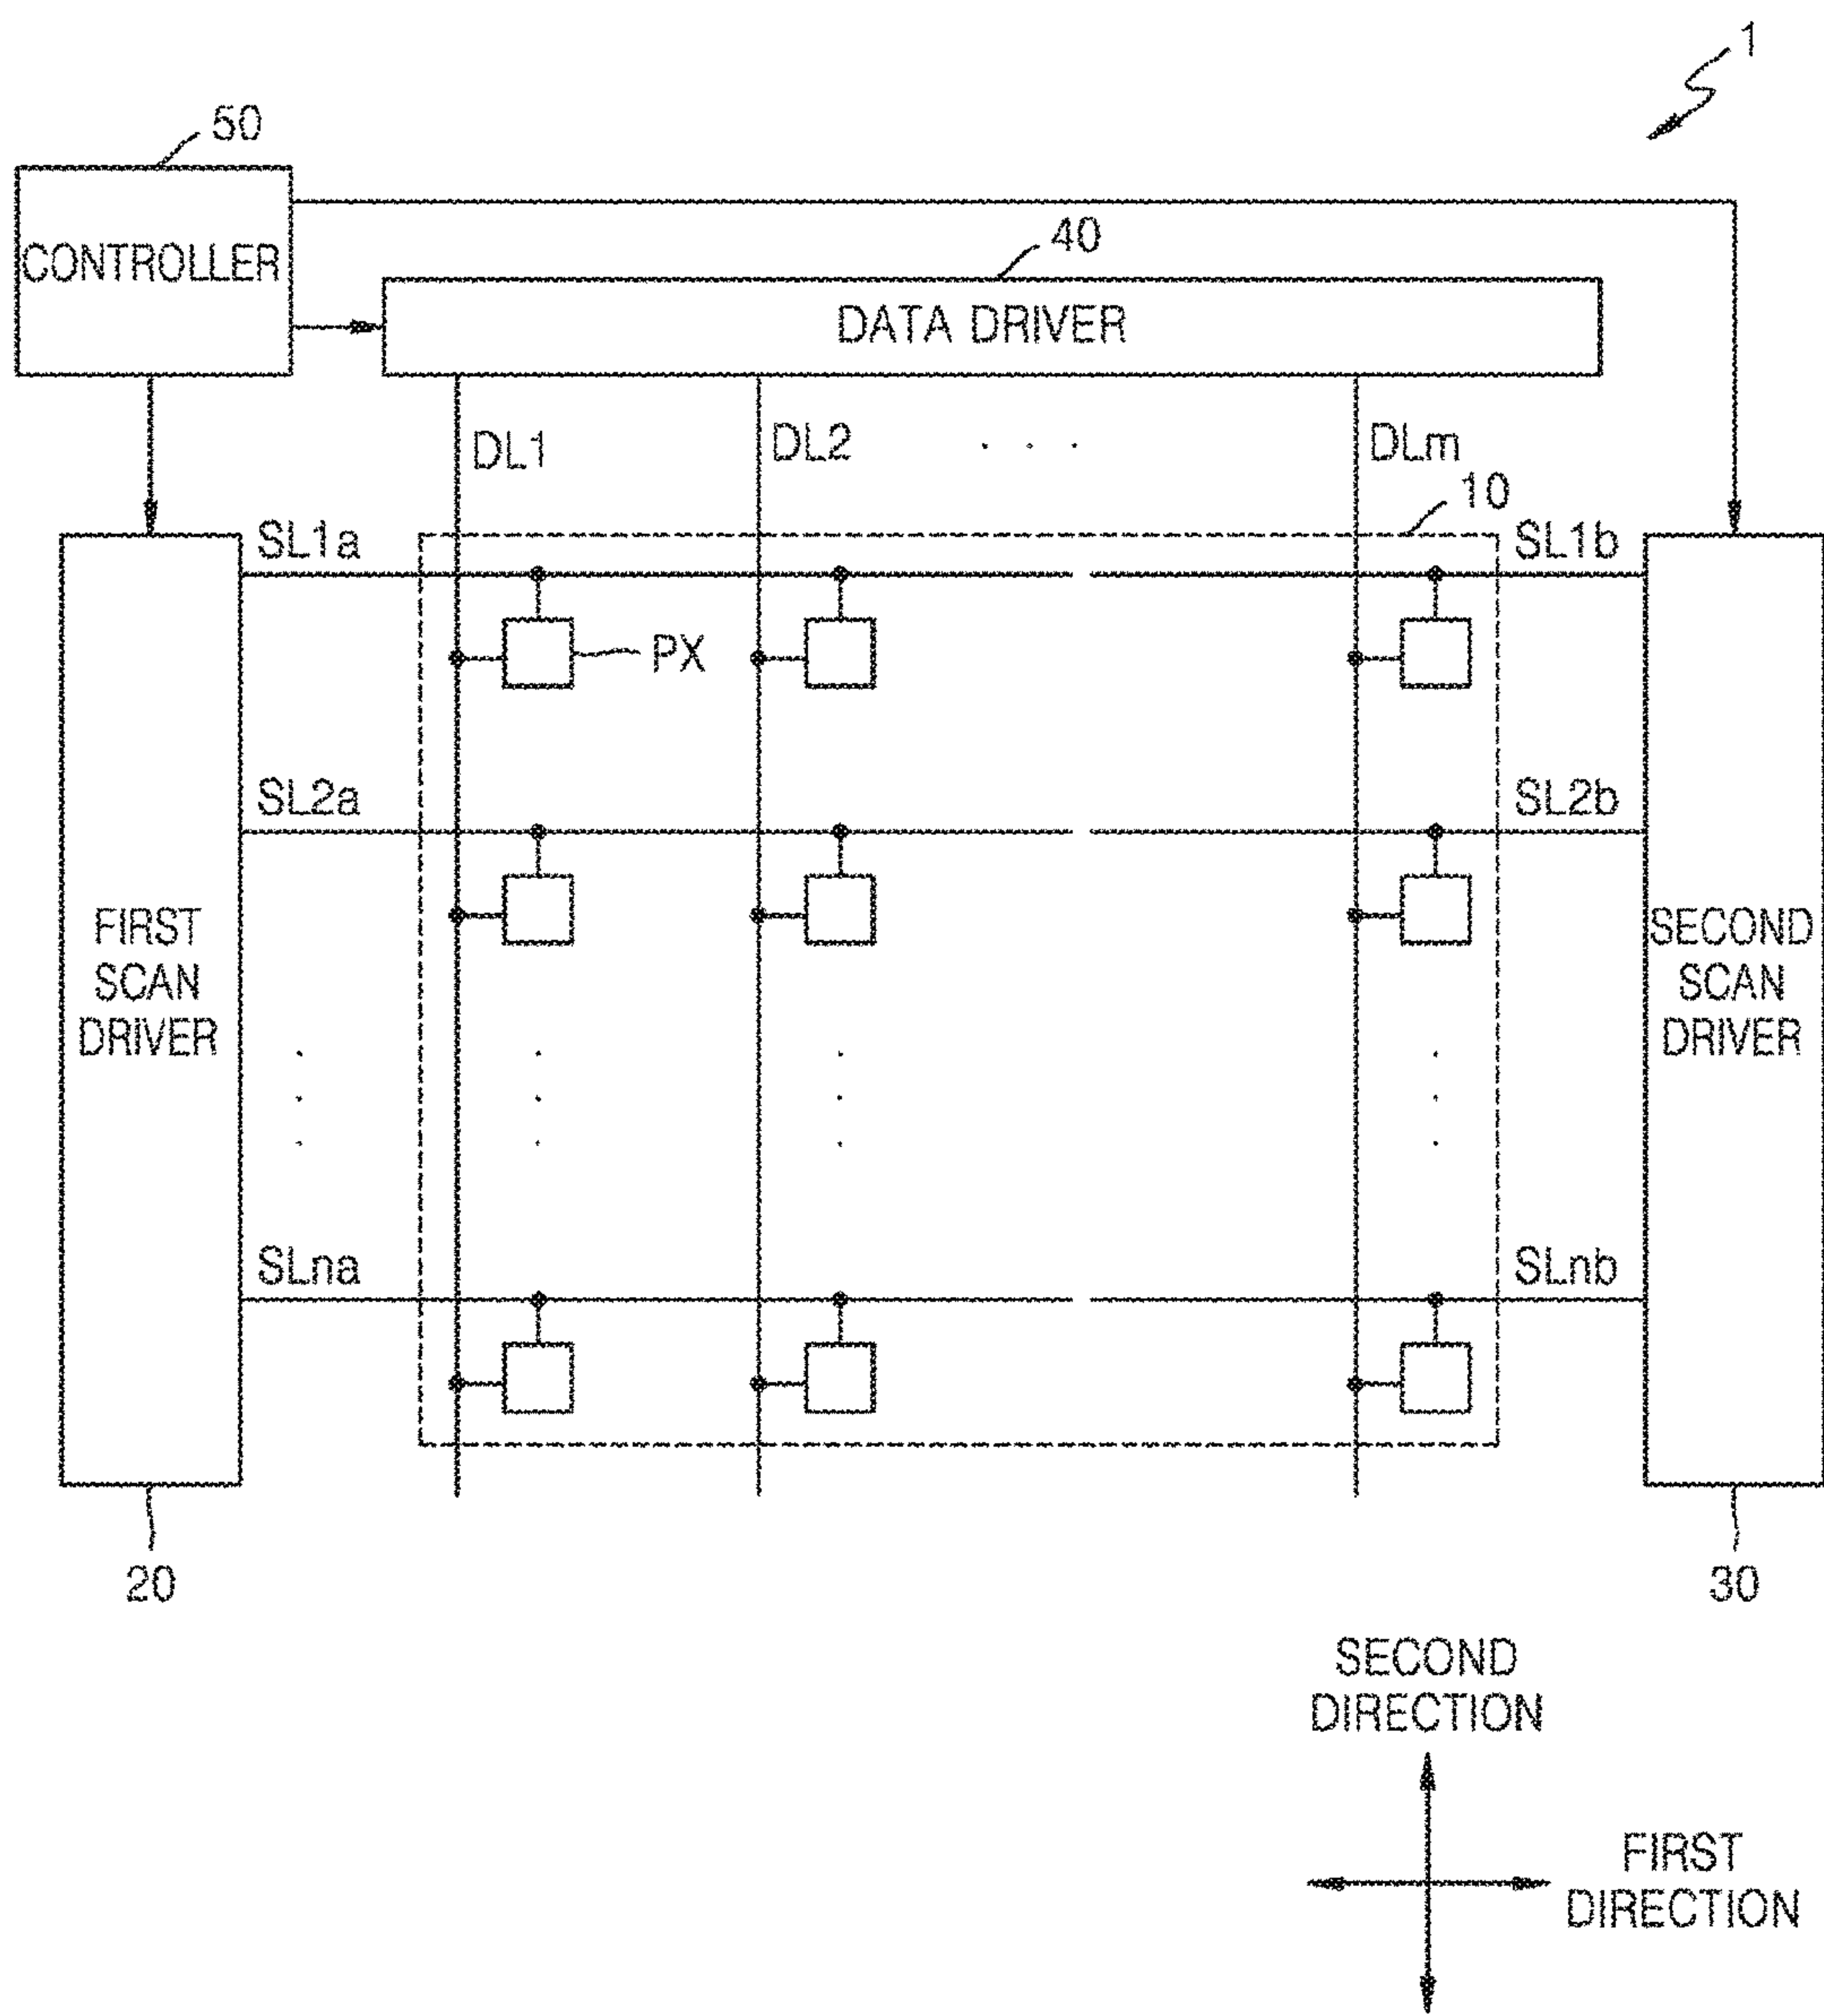 1
50
CONTROLLER
40
DATA DRIVER
DL1
DL2
. . .
DLm
10
SL1a
SL1b
PX
SL2a
SL2b
FIRST
SCAN
DRIVER
SECOND
SCAN
DRIVER
SLna
SLnb
20
30
SECOND
DIRECTION
FIRST
DIRECTION